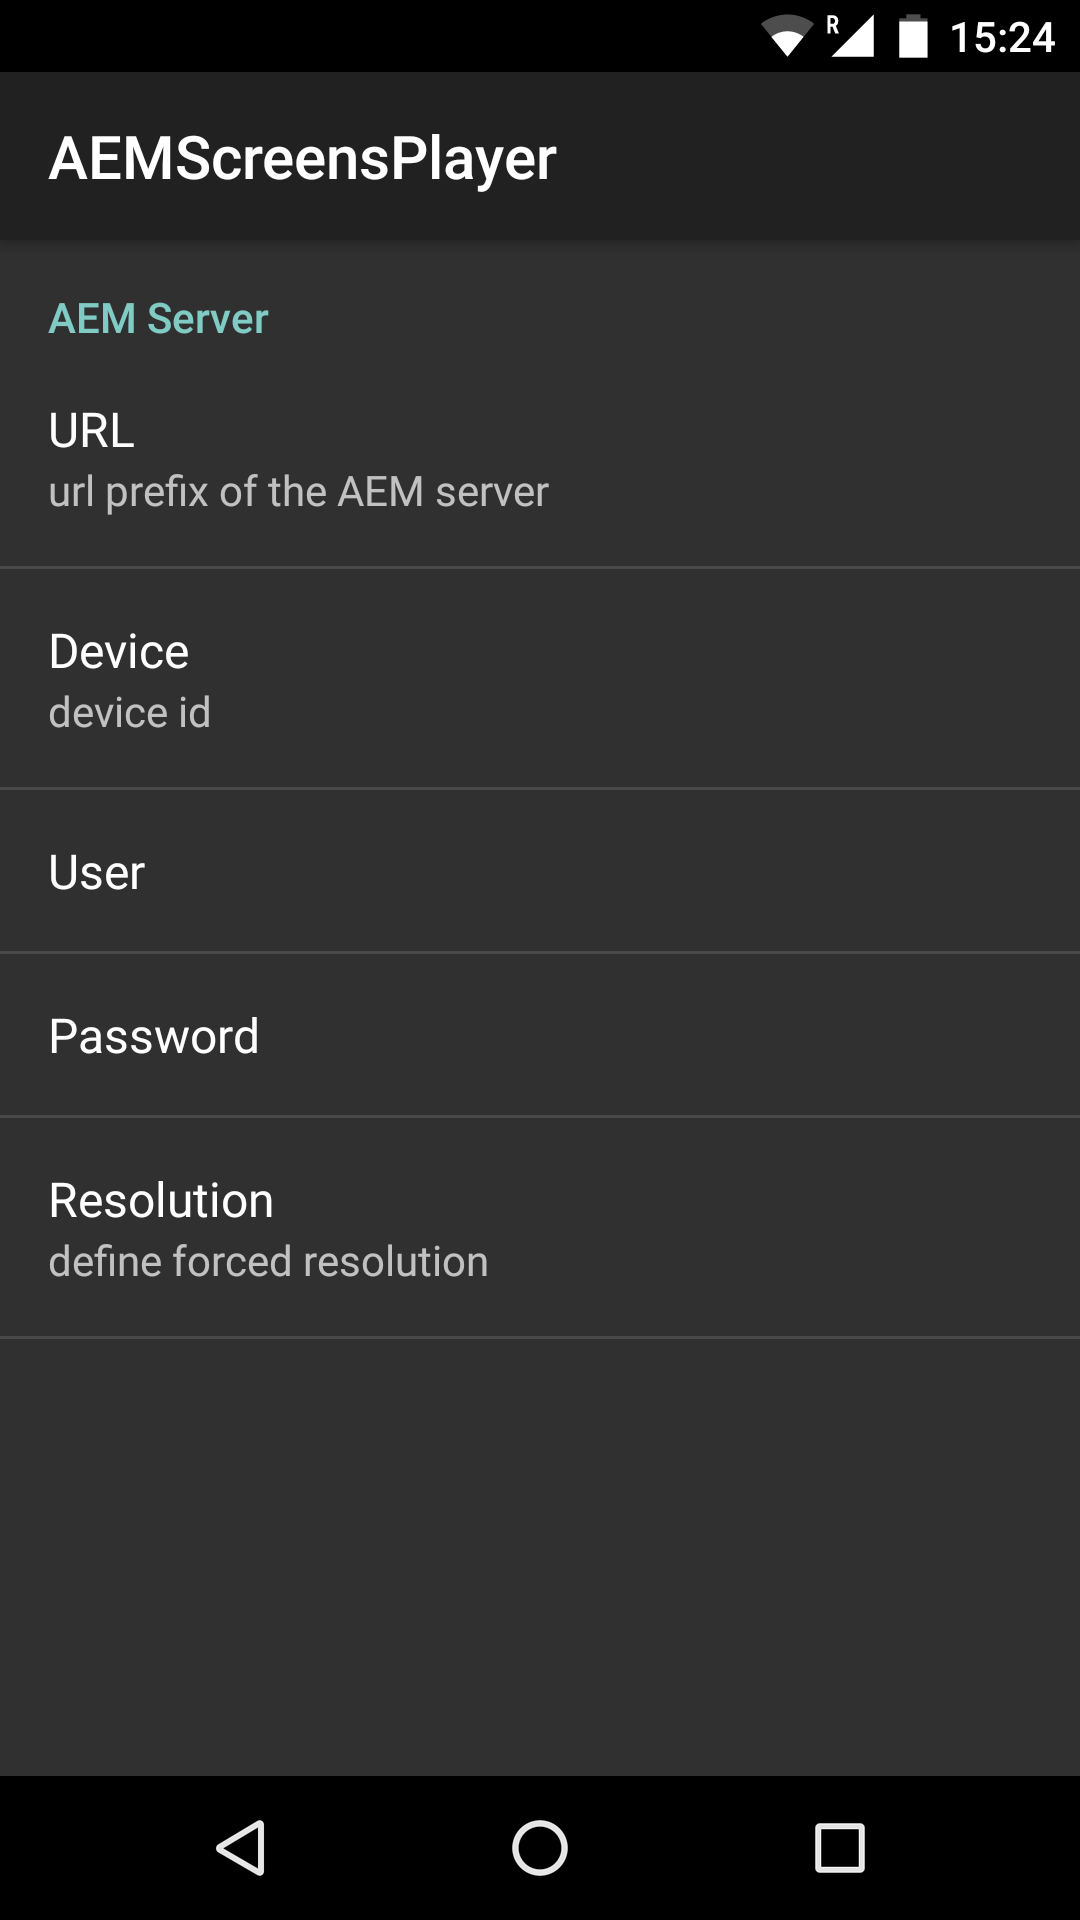 R 15:24
AEMScreensPlayer
AEM Server
URL
url prefix of the AEM server
Device
device id
User
Password
Resolution
define forced resolution